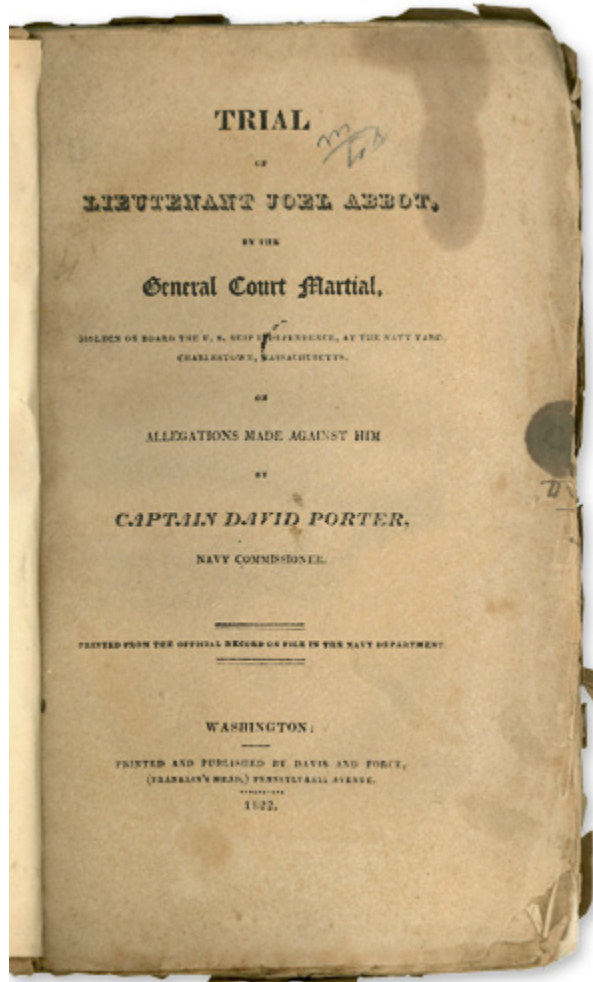 TRIAL
OF
LIEUTENANT JOEL ABBOT,
BY THE
General Court Martial,
HOLDEN ON BOARD THE U. S. SHIP INDEPENDENCE, AT THE NAVY YARD
CHARLESTOWN, MASSACHUSETTS.
ON
ALLEGATIONS MADE AGAINST HIM
BY
CAPTAIN DAVID PORTER,
NAVY COMMISSIONER.
PRINTED FROM THE OFFICIAL RECORD ON FILE IN THE NAVY DEPARTMENT
WASHINGTON:
PRINTED AND PUBLISHED BY DAVIS AND FORCE,
(FRANKLIN'S HEAD,) PENNSYLVANIA AVENUE.
1822.